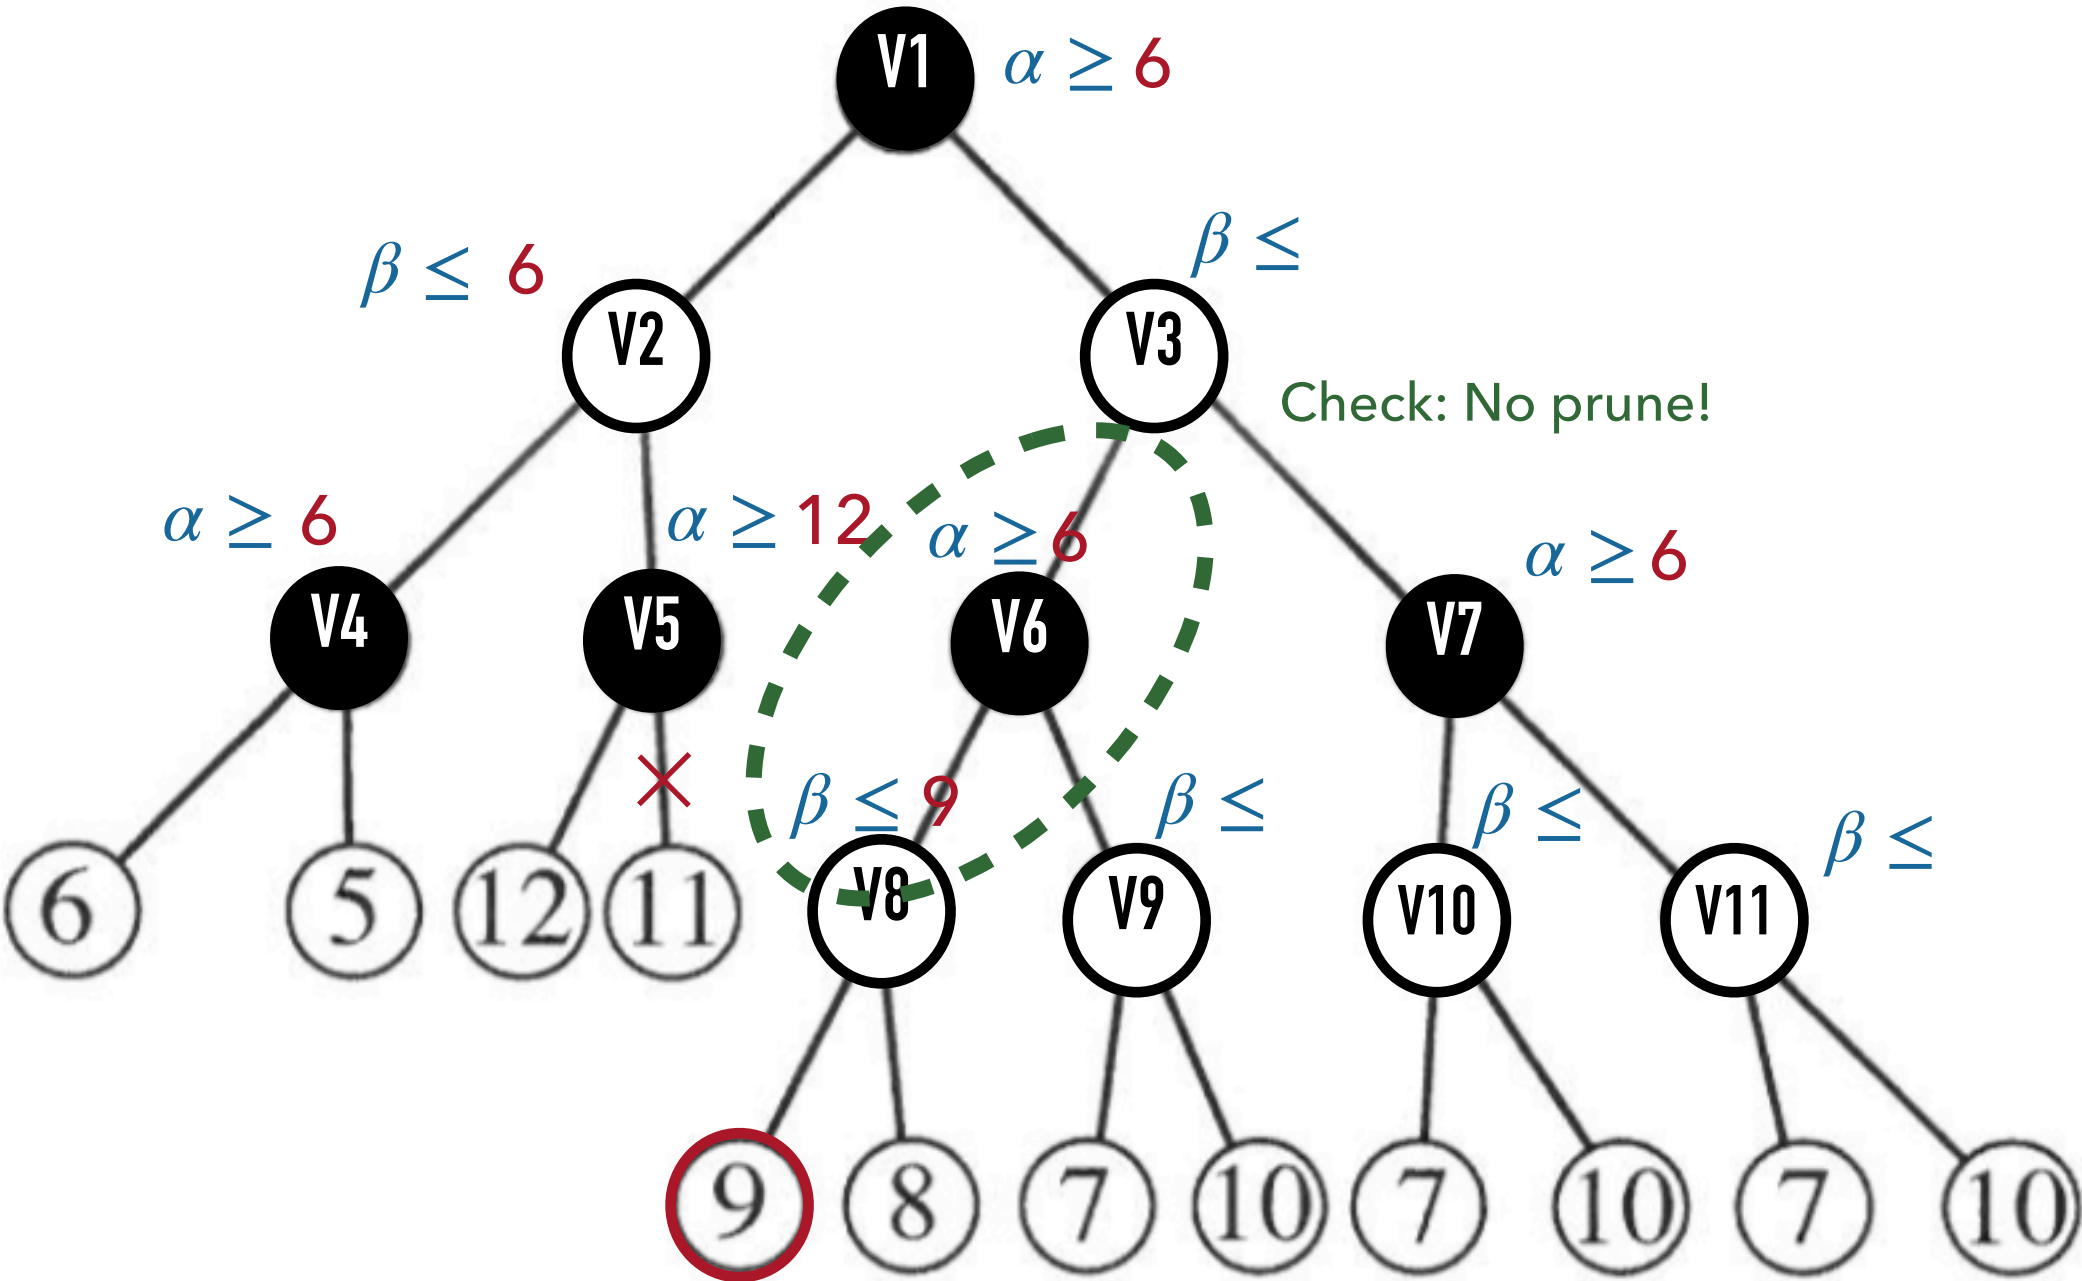 V1
α ≥ 6
β ≤ 6
β ≤
V2
V3
Check: No prune!
α ≥ 6
α ≥ 12
α ≥ 6
α ≥ 6
V4
V5
V6
V7
β ≤ 9
β ≤
β ≤
β ≤
6
5
12
11
V8
V9
V10
V11
9
8
7
10
7
10
7
10